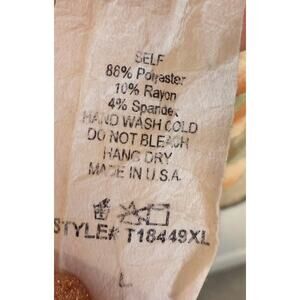 SELF
86% Polyester
10% Rayon
4% Spandex
HAND WASH COLD
DO NOT BLEACH
HANG DRY
MADE IN U.S.A.
STYLE# T18449XL
L